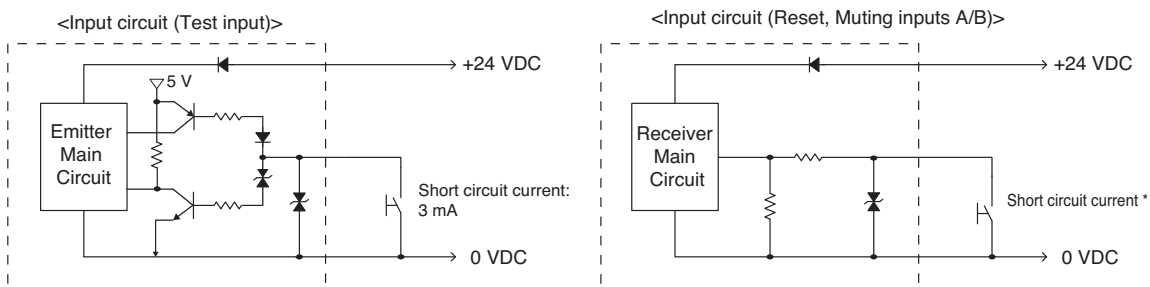 <Input circuit (Test input)>
+24 VDC
5 V
Emitter
Main
Circuit
Short circuit current:
3 mA
0 VDC
<Input circuit (Reset, Muting inputs A/B)>
+24 VDC
Receiver
Main
Circuit
Short circuit current *
0 VDC